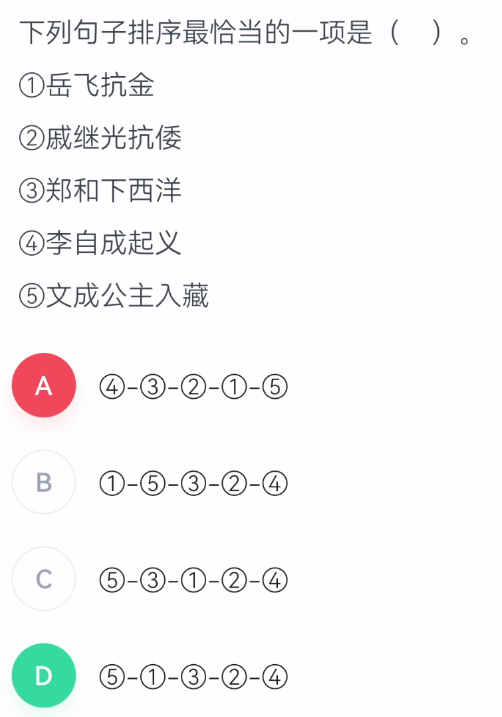 下列句子排序最恰当的一项是（　）。
①岳飞抗金
②戚继光抗倭
③郑和下西洋
④李自成起义
⑤文成公主入藏
A ④-③-②-①-⑤
B ①-⑤-③-②-④
C ⑤-③-①-②-④
D ⑤-①-③-②-④